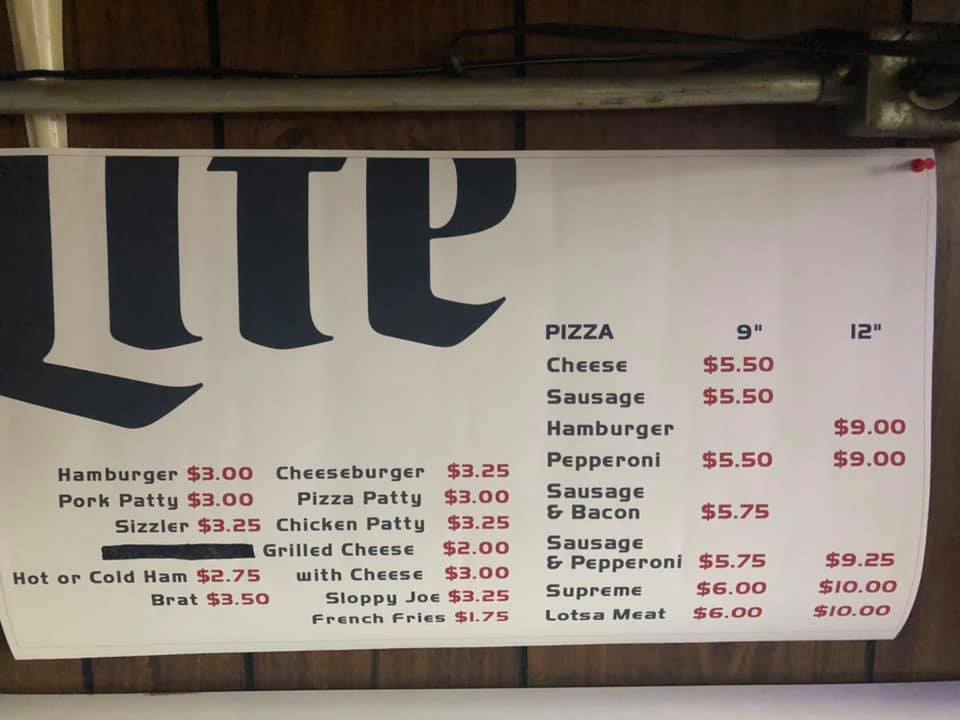 Lite
Hamburger $3.00
Pork Patty $3.00
Sizzler $3.25
Hot or Cold Ham $2.75
Brat $3.50
Cheeseburger $3.25
Pizza Patty $3.00
Chicken Patty $3.25
Grilled Cheese $2.00
with Cheese $3.00
Sloppy Joe $3.25
French Fries $1.75
PIZZA 9" 12"
Cheese $5.50
Sausage $5.50
Hamburger $9.00
Pepperoni $5.50 $9.00
Sausage
& Bacon $5.75
Sausage
& Pepperoni $5.75 $9.25
Supreme $6.00 $10.00
Lotsa Meat $6.00 $10.00